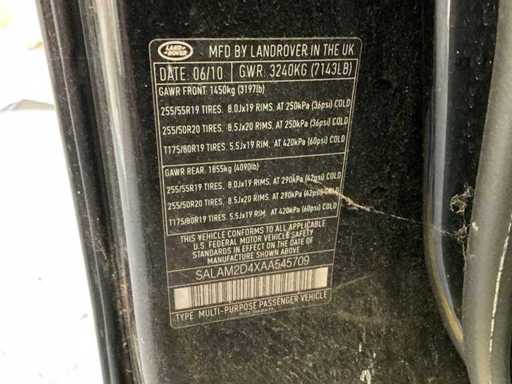 LAND-
ROVER
MFD BY LANDROVER IN THE UK
DATE: 06/10 GWR: 3240KG (7143LB)
GAWR FRONT: 1450kg (3197lb)
255/55R19 TIRES. 8.0Jx19 RIMS, AT 250kPa (36psi) COLD
255/50R20 TIRES. 8.5Jx20 RIMS, AT 250kPa (36psi) COLD
T175/80R19 TIRES. 5.5Jx19 RIMS, AT 420kPa (60psi) COLD
GAWR REAR. 1855kg (4090lb)
255/55R19 TIRES. 8.0Jx19 RIMS, AT 290kPa (42psi) COLD
255/50R20 TIRES. 8.5Jx20 RIMS, AT 290kPa (42psi) COLD
T175/80R19 TIRES. 5.5Jx19 RIM, AT 420kPa (60psi) COLD
THIS VEHICLE CONFORMS TO ALL APPLICABLE
U.S. FEDERAL MOTOR VEHICLE SAFETY
STANDARDS IN EFFECT ON THE DATE OF
MANUFACTURE SHOWN ABOVE
SALAM2D4XAA545709
TYPE: MULTI-PURPOSE PASSENGER VEHICLE